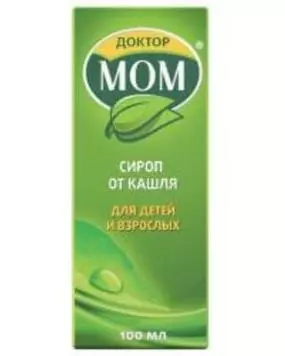 ДОКТОР
МОМ®
СИРОП
ОТ КАШЛЯ
ДЛЯ ДЕТЕЙ
И ВЗРОСЛЫХ
100 МЛ